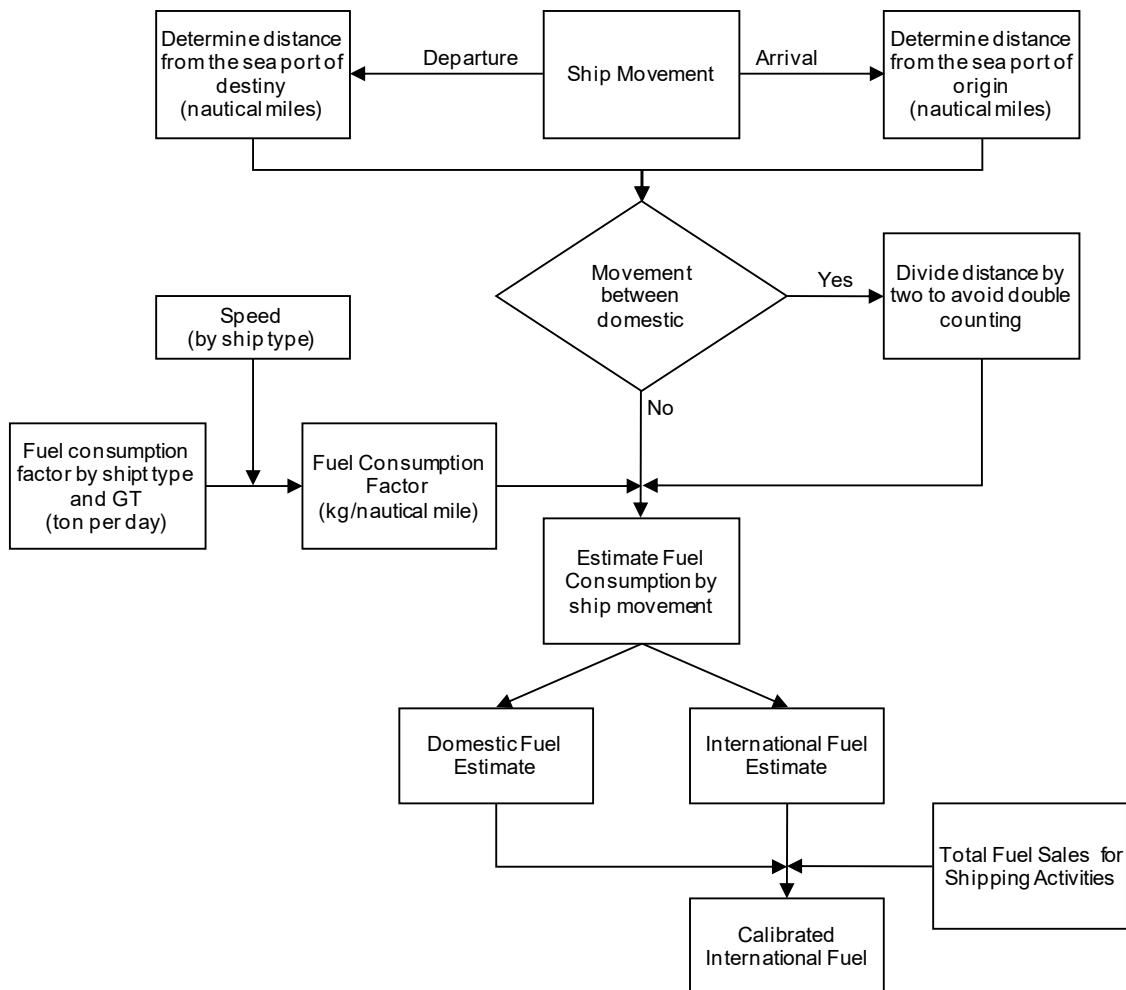 Determine distance
from the sea port of
destiny
(nautical miles)
Departure
Ship Movement
Arrival
Determine distance
from the sea port of
origin
(nautical miles)
Movement
between
domestic
Yes
Divide distance by
two to avoid double
counting
Speed
(by ship type)
No
Fuel consumption
factor by shipt type
and GT
(ton per day)
Fuel Consumption
Factor
(kg/nautical mile)
Estimate Fuel
Consumption by
ship movement
Domestic Fuel
Estimate
International Fuel
Estimate
Total Fuel Sales for
Shipping Activities
Calibrated
International Fuel